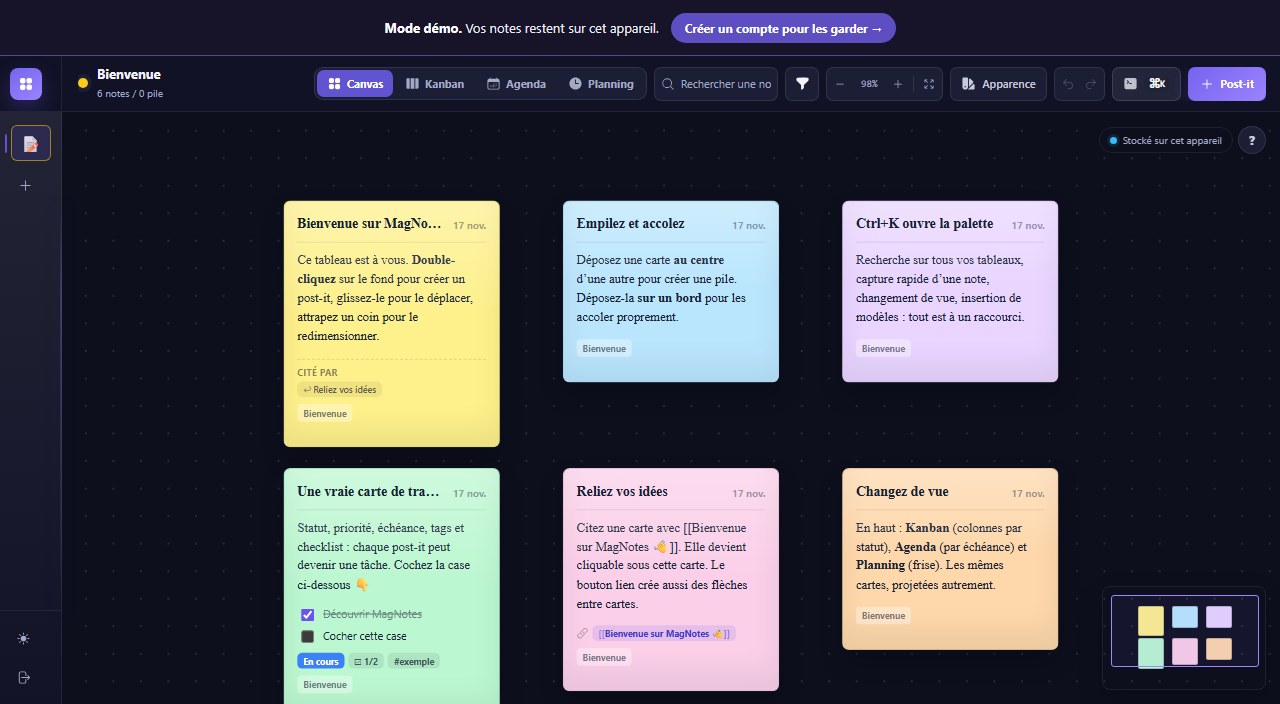 Mode démo. Vos notes restent sur cet appareil. Créer un compte pour les garder →
Bienvenue
6 notes / 0 pile
Canvas Kanban Agenda Planning
Rechercher une no
− 98% +
Apparence
⌘K
+ Post-it
Stocké sur cet appareil
?
Bienvenue sur MagNo… 17 nov.
Ce tableau est à vous. Double-
cliquez sur le fond pour créer un
post-it, glissez-le pour le déplacer,
attrapez un coin pour le
redimensionner.
CITÉ PAR
↩ Reliez vos idées
Bienvenue
Empilez et accolez 17 nov.
Déposez une carte au centre
d’une autre pour créer une pile.
Déposez-la sur un bord pour les
accoler proprement.
Bienvenue
Ctrl+K ouvre la palette 17 nov.
Recherche sur tous vos tableaux,
capture rapide d’une note,
changement de vue, insertion de
modèles : tout est à un raccourci.
Bienvenue
Une vraie carte de tra… 17 nov.
Statut, priorité, échéance, tags et
checklist : chaque post-it peut
devenir une tâche. Cochez la case
ci-dessous 👇
Découvrir MagNotes
Cocher cette case
En cours ☑ 1/2 #exemple
Bienvenue
Reliez vos idées 17 nov.
Citez une carte avec [[Bienvenue
sur MagNotes 👋]]. Elle devient
cliquable sous cette carte. Le
bouton lien crée aussi des flèches
entre cartes.
[[Bienvenue sur MagNotes 👋]]
Bienvenue
Changez de vue 17 nov.
En haut : Kanban (colonnes par
statut), Agenda (par échéance) et
Planning (frise). Les mêmes
cartes, projetées autrement.
Bienvenue